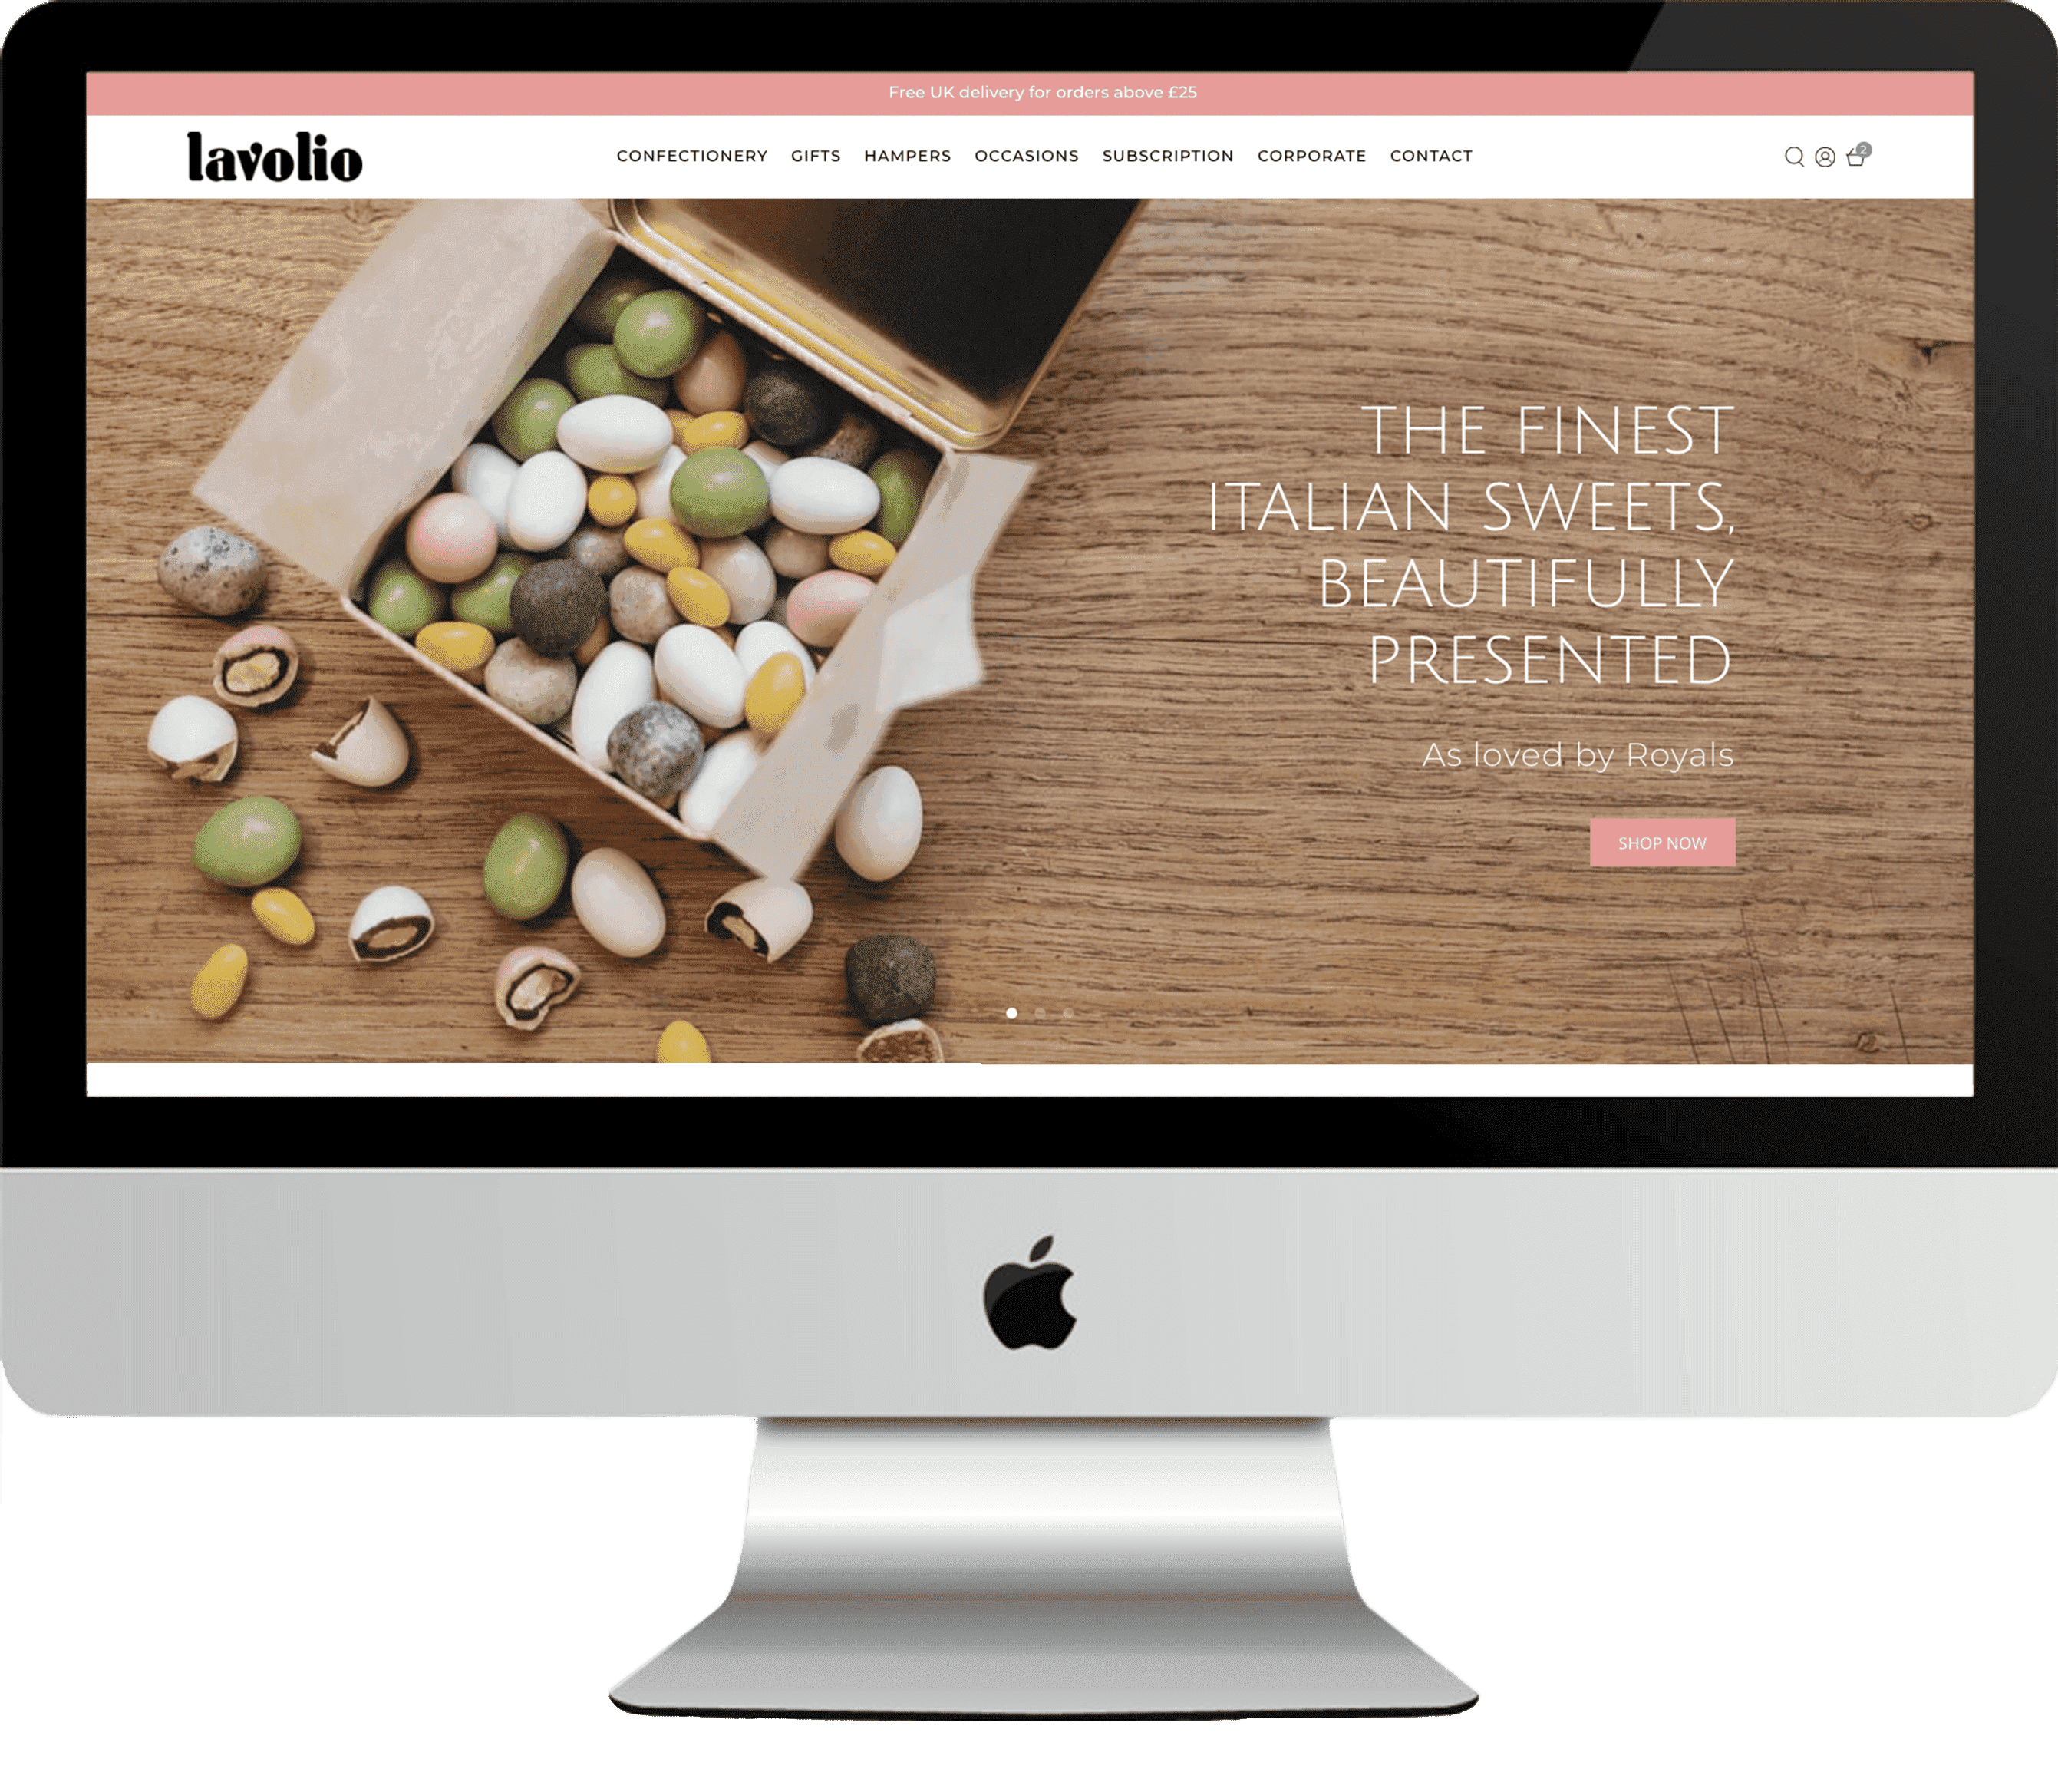 Free UK delivery for orders above £25
lavolio
CONFECTIONERY GIFTS HAMPERS OCCASIONS SUBSCRIPTION CORPORATE CONTACT
2
THE FINEST
ITALIAN SWEETS,
BEAUTIFULLY
PRESENTED
As loved by Royals
SHOP NOW